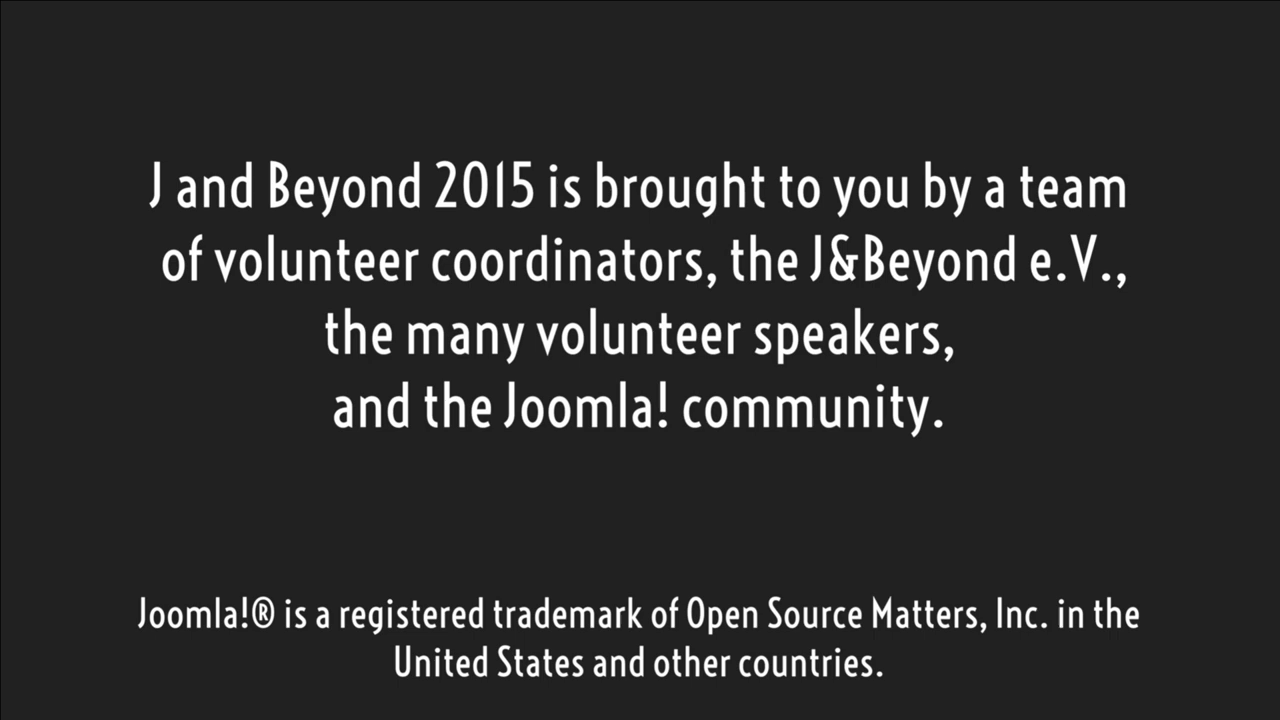 J and Beyond 2015 is brought to you by a team
of volunteer coordinators, the J&Beyond e.V.,
the many volunteer speakers,
and the Joomla! community.
Joomla!® is a registered trademark of Open Source Matters, Inc. in the
United States and other countries.